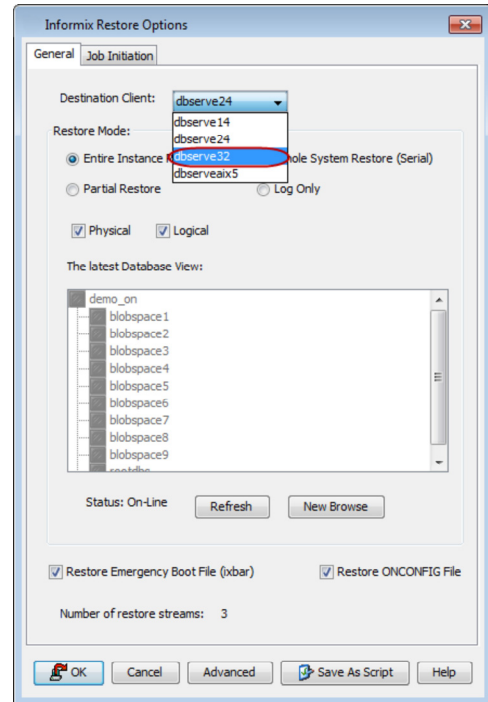 Informix Restore Options
General Job Initiation
Destination Client: dbserve24
dbserve14
dbserve24
dbserve32
dbserveaix5
Restore Mode:
Entire Instance hole System Restore (Serial)
Partial Restore Log Only
Physical Logical
The latest Database View:
demo_on
blobspace1
blobspace2
blobspace3
blobspace4
blobspace5
blobspace6
blobspace7
blobspace8
blobspace9
Status: On-Line Refresh New Browse
Restore Emergency Boot File (ixbar) Restore ONCONFIG File
Number of restore streams: 3
OK Cancel Advanced Save As Script Help